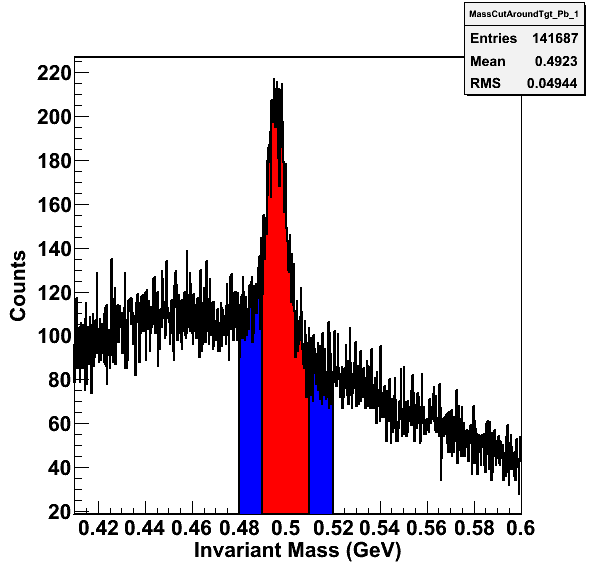 MassCutAroundTgt_Pb_1
Entries 141687
Mean 0.4923
RMS 0.04944
220
200
180
160
140
120
100
80
60
40
20
Counts
0.42 0.44 0.46 0.48 0.5 0.52 0.54 0.56 0.58 0.6
Invariant Mass (GeV)